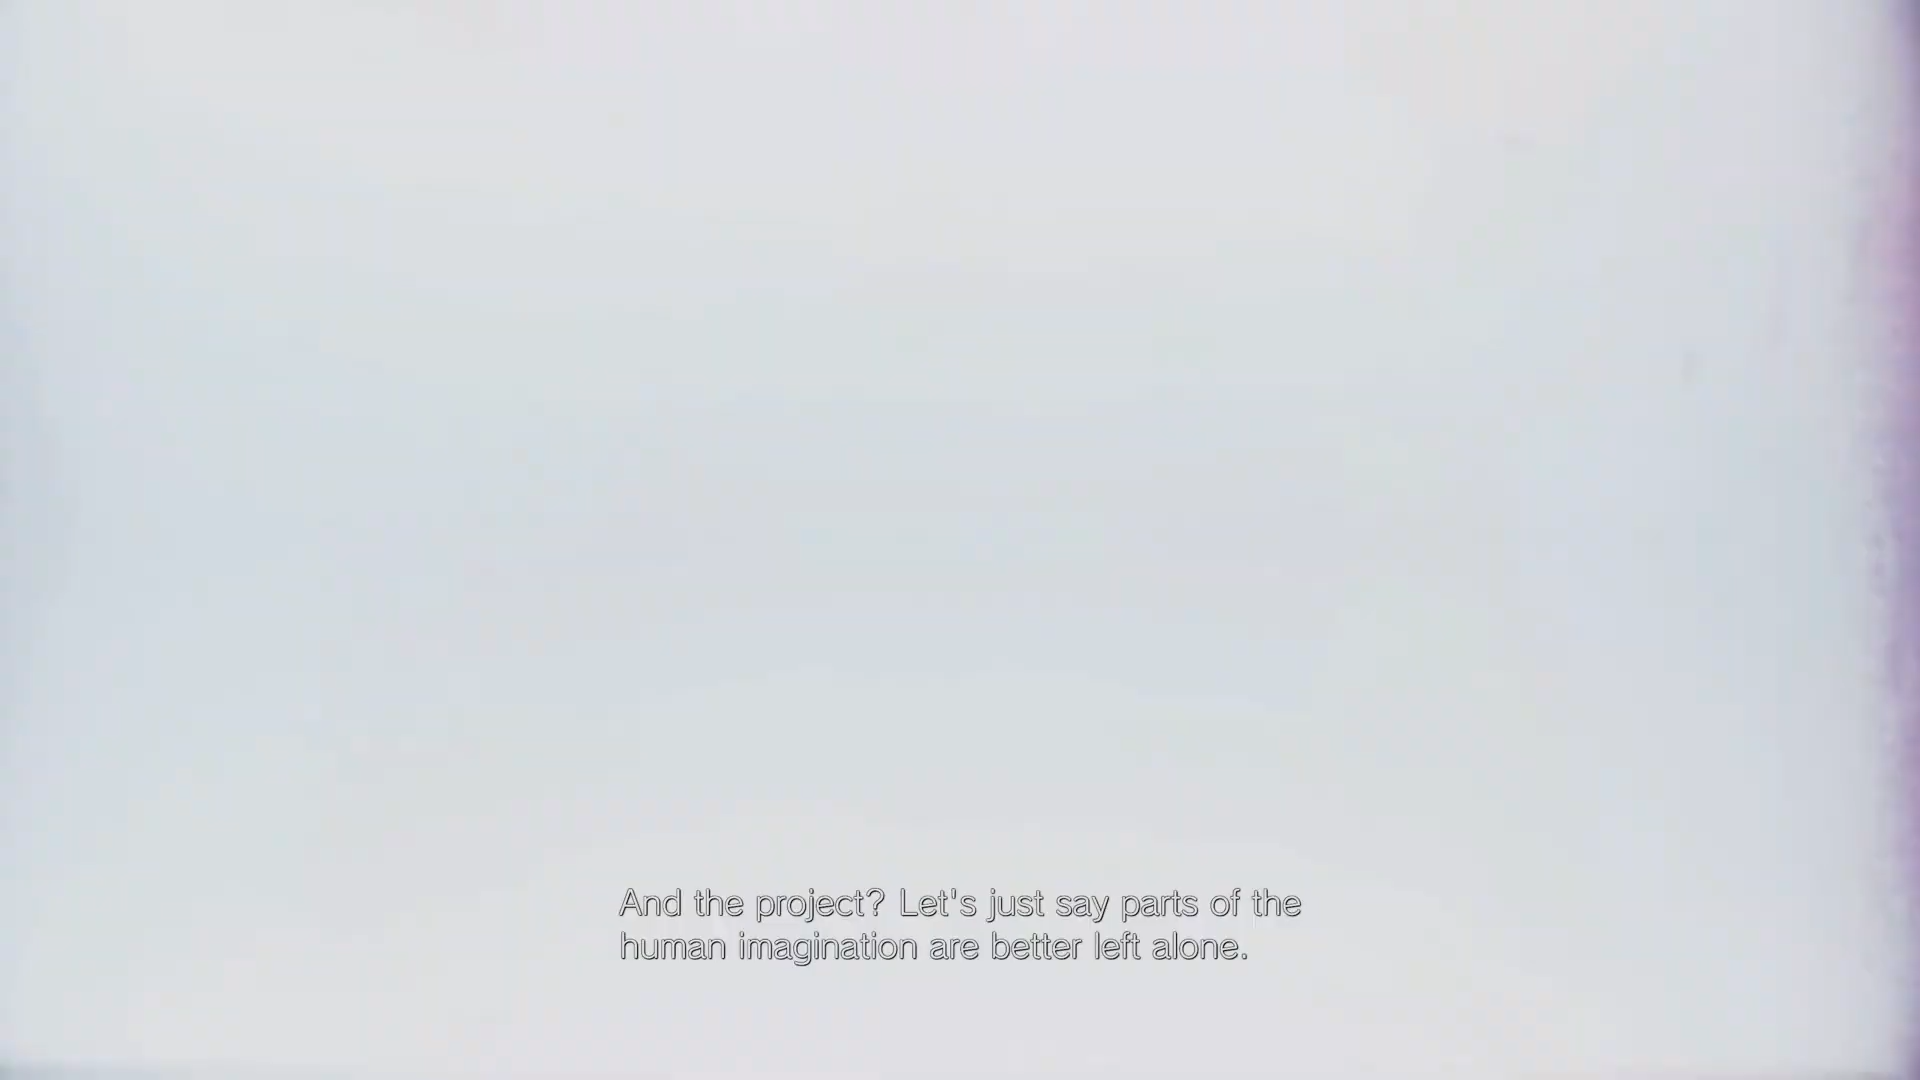 And the project? Let's just say parts of the
human imagination are better left alone.